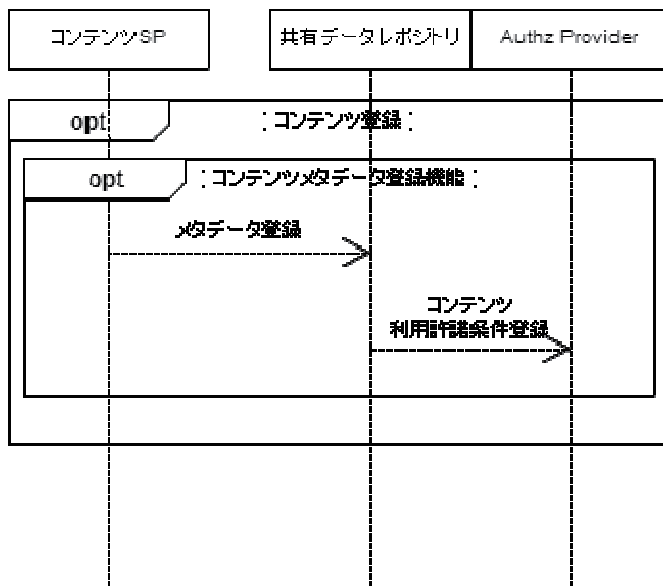 コンテンツSP
共有データレポジトリ
Authz Provider
opt
[コンテンツ登録]
opt
[コンテンツメタデータ登録機能]
メタデータ登録
コンテンツ
利用許諾条件登録